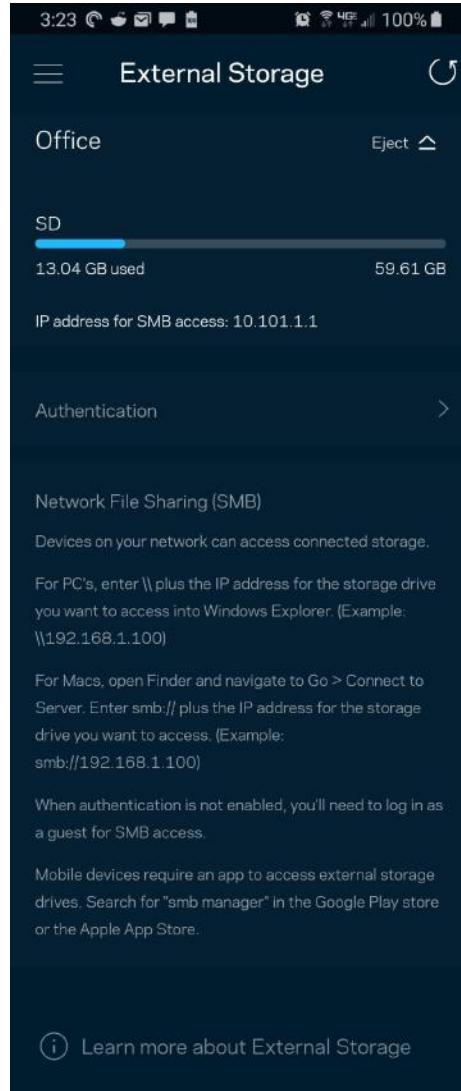 3:23 4GE 100%
External Storage
Office Eject
SD
13.04 GB used 59.61 GB
IP address for SMB access: 10.101.1.1
Authentication
Network File Sharing (SMB)
Devices on your network can access connected storage.
For PC's, enter \\ plus the IP address for the storage drive
you want to access into Windows Explorer. (Example:
\\192.168.1.100)
For Macs, open Finder and navigate to Go > Connect to
Server. Enter smb:// plus the IP address for the storage
drive you want to access. (Example:
smb://192.168.1.100)
When authentication is not enabled, you'll need to log in as
a guest for SMB access.
Mobile devices require an app to access external storage
drives. Search for "smb manager" in the Google Play store
or the Apple App Store.
Learn more about External Storage